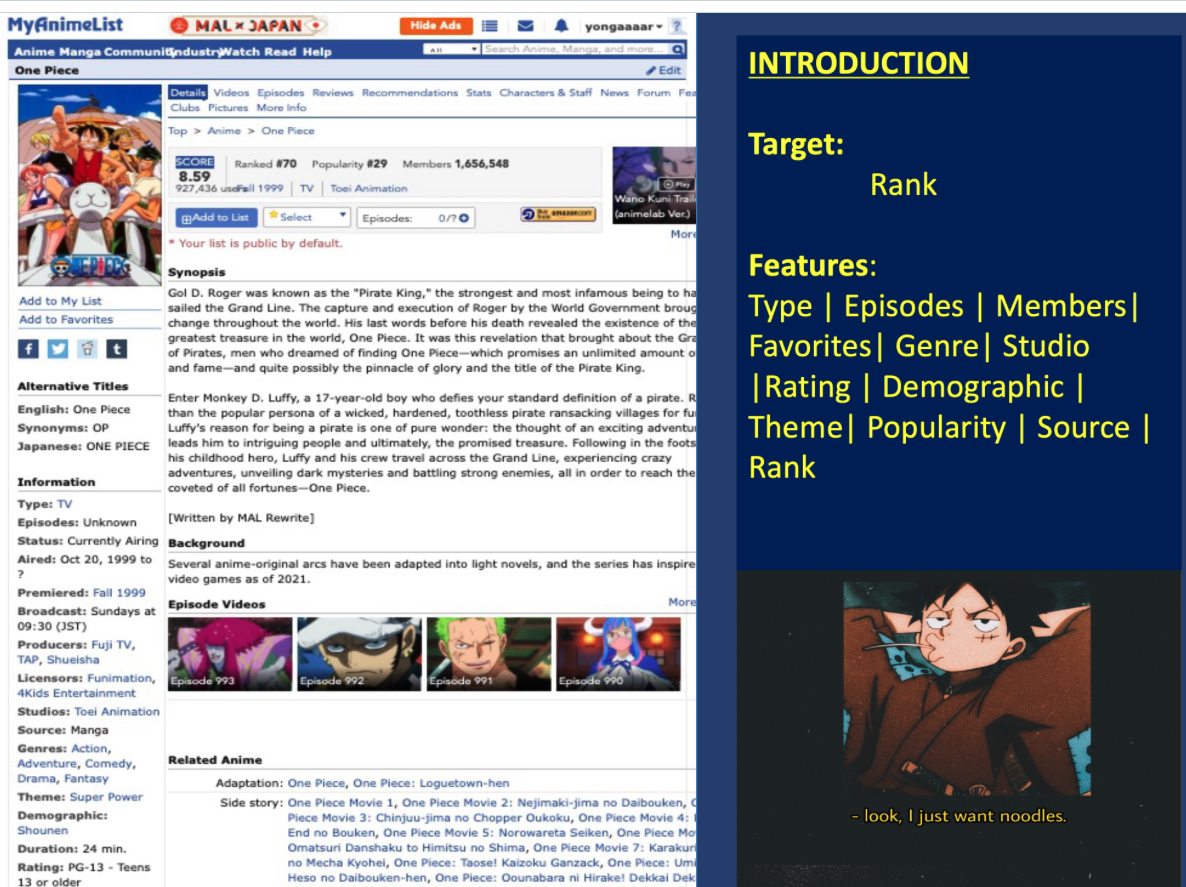 MyAnimeList
MAL × JAPAN
Hide Ads
yongaaaar
?
Anime Manga Community Industry Watch Read Help
All
Search Anime, Manga, and more...
One Piece
Edit
Details Videos Episodes Reviews Recommendations Stats Characters & Staff News Forum Fea
Clubs Pictures More Info
Top > Anime > One Piece
SCORE
8.59
927,436 users
Ranked #70 Popularity #29 Members 1,656,548
Fall 1999 | TV | Toei Animation
Play
Wano Kuni Trail
(animelab Ver.)
More
Add to List
Select
Episodes: 0/?
amazon.com
* Your list is public by default.
Synopsis
Gol D. Roger was known as the "Pirate King," the strongest and most infamous being to ha
sailed the Grand Line. The capture and execution of Roger by the World Government broug
change throughout the world. His last words before his death revealed the existence of the
greatest treasure in the world, One Piece. It was this revelation that brought about the Gra
of Pirates, men who dreamed of finding One Piece—which promises an unlimited amount o
and fame—and quite possibly the pinnacle of glory and the title of the Pirate King.
Enter Monkey D. Luffy, a 17-year-old boy who defies your standard definition of a pirate. R
than the popular persona of a wicked, hardened, toothless pirate ransacking villages for fu
Luffy's reason for being a pirate is one of pure wonder: the thought of an exciting adventu
leads him to intriguing people and ultimately, the promised treasure. Following in the foots
his childhood hero, Luffy and his crew travel across the Grand Line, experiencing crazy
adventures, unveiling dark mysteries and battling strong enemies, all in order to reach the
coveted of all fortunes—One Piece.
[Written by MAL Rewrite]
Background
Several anime-original arcs have been adapted into light novels, and the series has inspire
video games as of 2021.
Episode Videos
More
Episode 993
Episode 992
Episode 991
Episode 990
Related Anime
Adaptation: One Piece, One Piece: Loguetown-hen
Side story: One Piece Movie 1, One Piece Movie 2: Nejimaki-jima no Daibouken, O
Piece Movie 3: Chinjuu-jima no Chopper Oukoku, One Piece Movie 4:
End no Bouken, One Piece Movie 5: Norowareta Seiken, One Piece Mo
Omatsuri Danshaku to Himitsu no Shima, One Piece Movie 7: Karakuri
no Mecha Kyohei, One Piece: Taose! Kaizoku Ganzack, One Piece: Umi
Heso no Daibouken-hen, One Piece: Oounabara ni Hirake! Dekkai Dek
ONE PIECE
Add to My List
Add to Favorites
f
t
Alternative Titles
English: One Piece
Synonyms: OP
Japanese: ONE PIECE
Information
Type: TV
Episodes: Unknown
Status: Currently Airing
Aired: Oct 20, 1999 to
?
Premiered: Fall 1999
Broadcast: Sundays at
09:30 (JST)
Producers: Fuji TV,
TAP, Shueisha
Licensors: Funimation,
4Kids Entertainment
Studios: Toei Animation
Source: Manga
Genres: Action,
Adventure, Comedy,
Drama, Fantasy
Theme: Super Power
Demographic:
Shounen
Duration: 24 min.
Rating: PG-13 - Teens
13 or older
INTRODUCTION
Target:
Rank
Features:
Type | Episodes | Members|
Favorites| Genre| Studio
|Rating | Demographic |
Theme| Popularity | Source |
Rank
- look, I just want noodles.